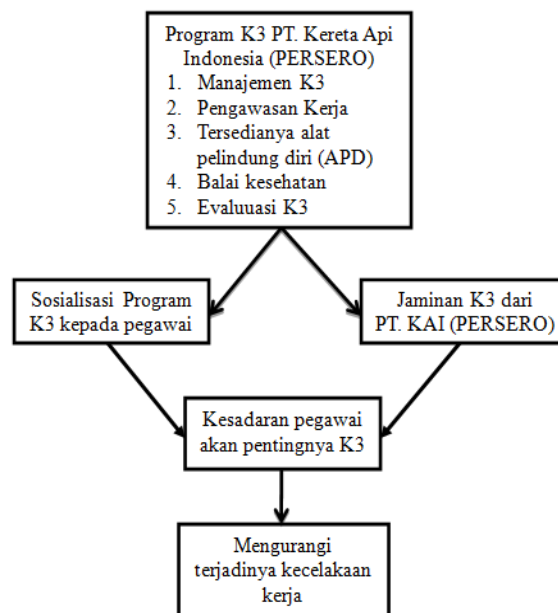 Program K3 PT. Kereta Api
Indonesia (PERSERO)
1. Manajemen K3
2. Pengawasan Kerja
3. Tersedianya alat
pelindung diri (APD)
4. Balai kesehatan
5. Evaluuasi K3
Sosialisasi Program
K3 kepada pegawai
Jaminan K3 dari
PT. KAI (PERSERO)
Kesadaran pegawai
akan pentingnya K3
Mengurangi
terjadinya kecelakaan
kerja